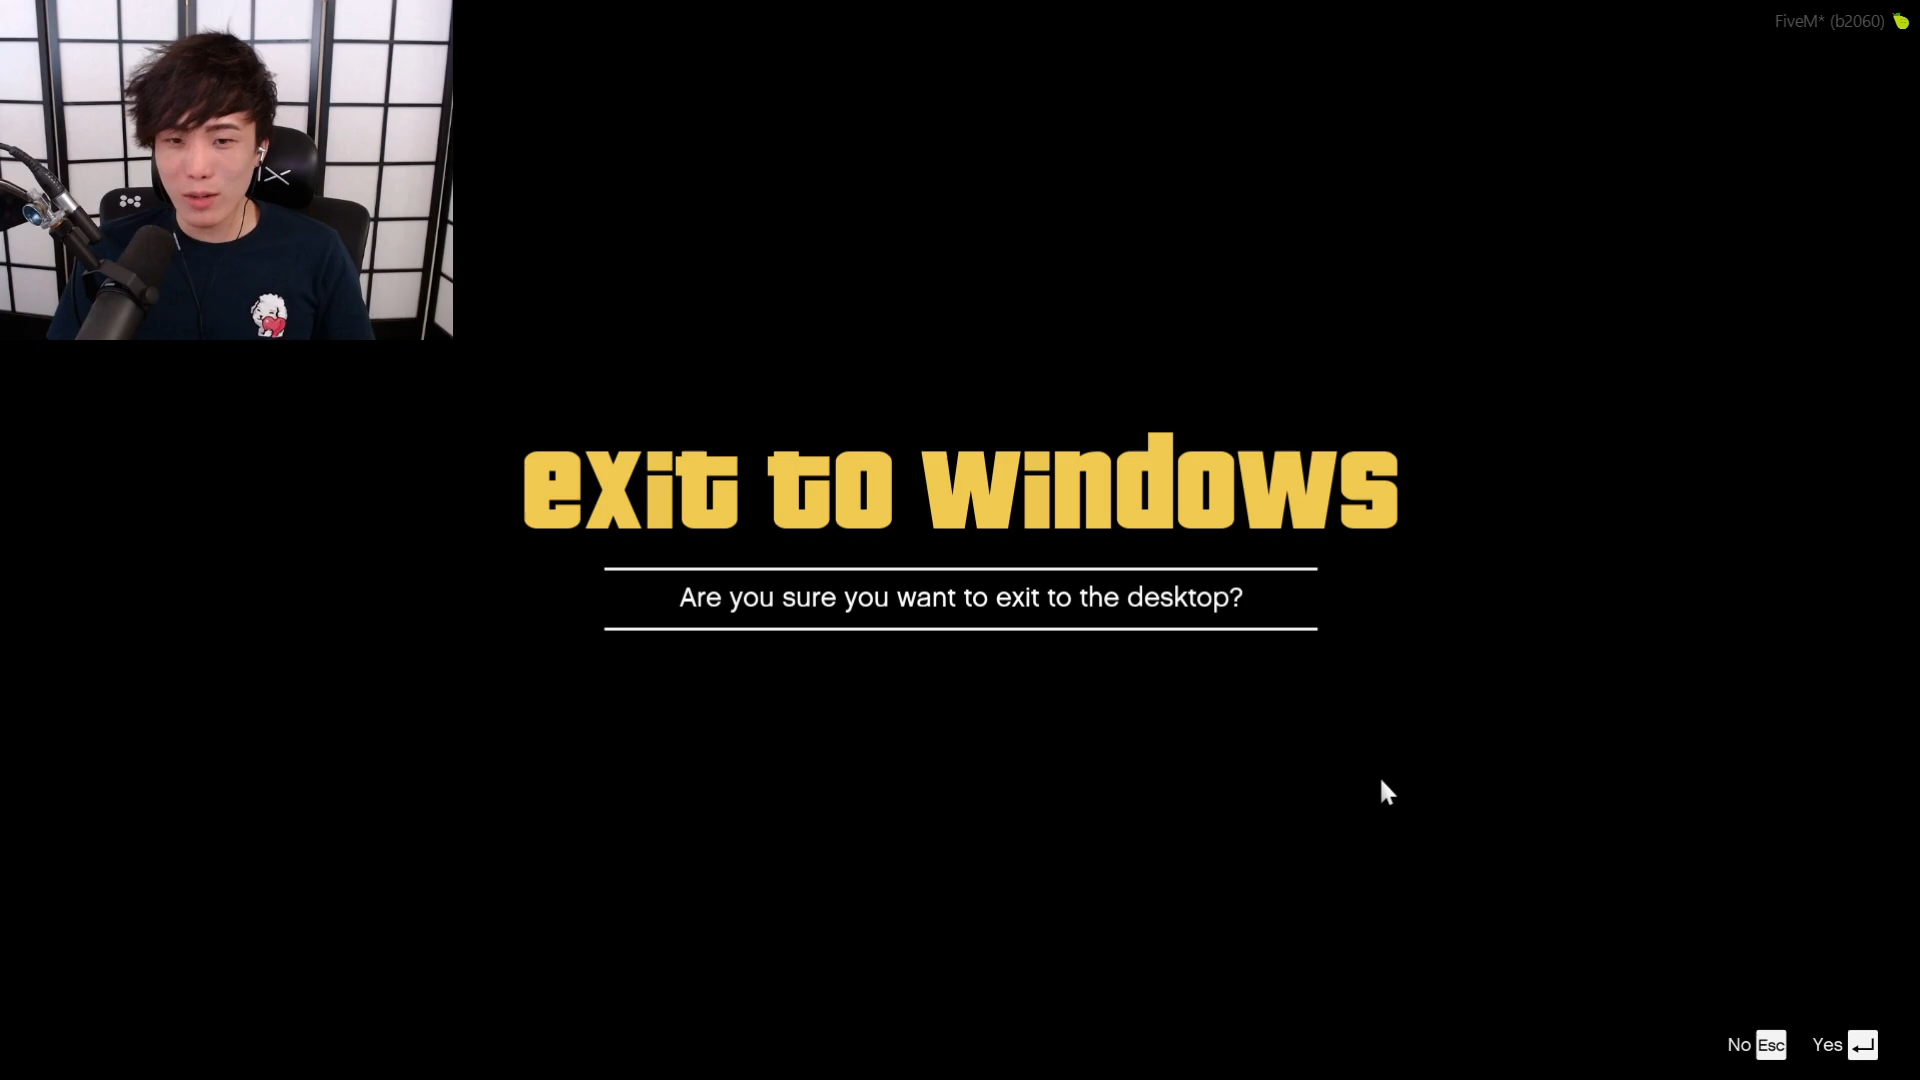 FiveM* (b2060)
exit to windows
Are you sure you want to exit to the desktop?
No Esc Yes